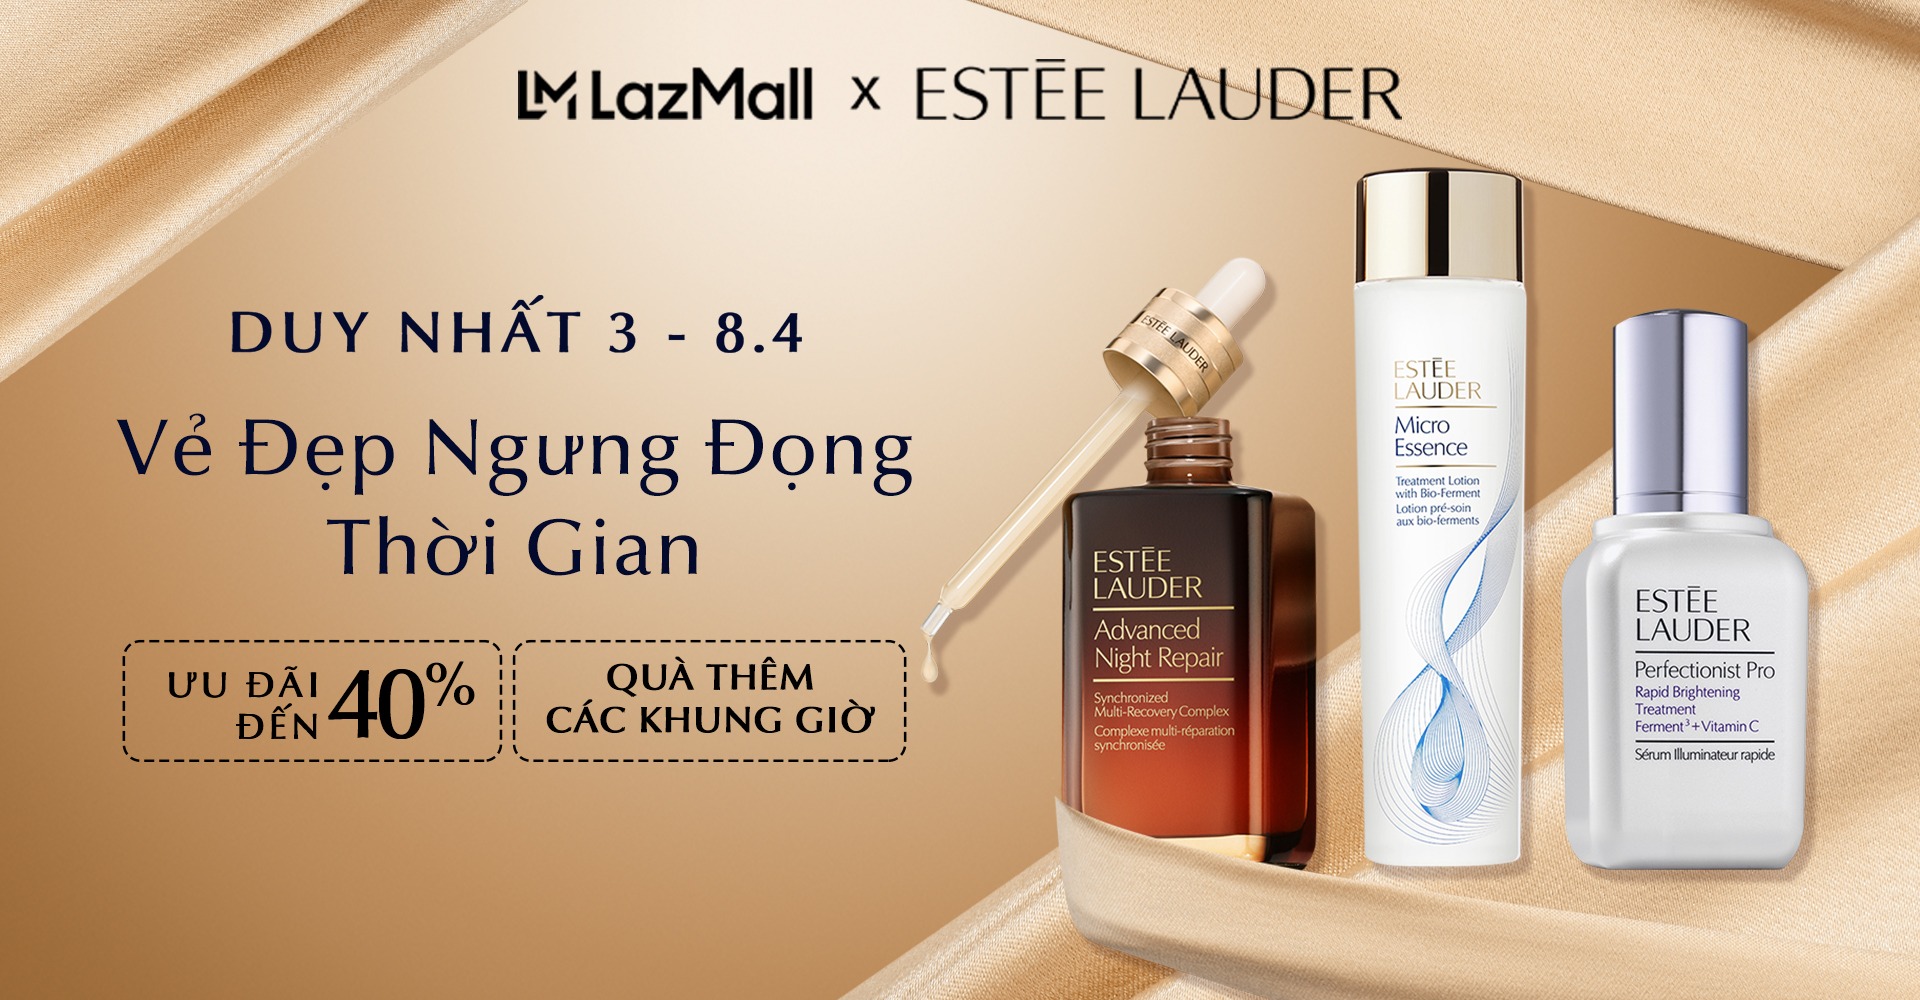 LM LazMall x ESTĒE LAUDER
DUY NHẤT 3 - 8.4
Vẻ Đẹp Ngưng Đọng
Thời Gian
ƯU ĐÃI
ĐẾN 40%
QUÀ THÊM
CÁC KHUNG GIỜ
ESTĒE LAUDER
ESTĒE
LAUDER
Advanced
Night Repair
Synchronized
Multi-Recovery Complex
Complexe multi-réparation
synchronisée
ESTĒE
LAUDER
Micro
Essence
Treatment Lotion
with Bio-Ferment
Lotion pré-soin
aux bio-ferments
ESTĒE
LAUDER
Perfectionist Pro
Rapid Brightening
Treatment
Ferment³ + Vitamin C
Sérum Illuminateur rapide